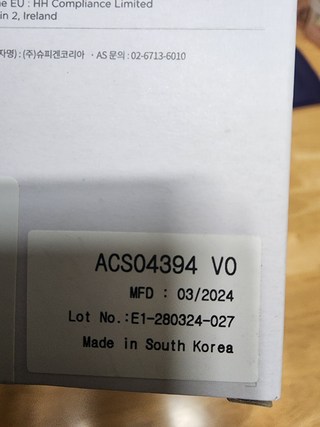 e EU : HH Compliance Limited
in 2, Ireland
자명) : (주)슈피겐코리아 · AS 문의 : 02-6713-6010
ACS04394 V0
MFD : 03/2024
Lot No.:E1-280324-027
Made in South Korea